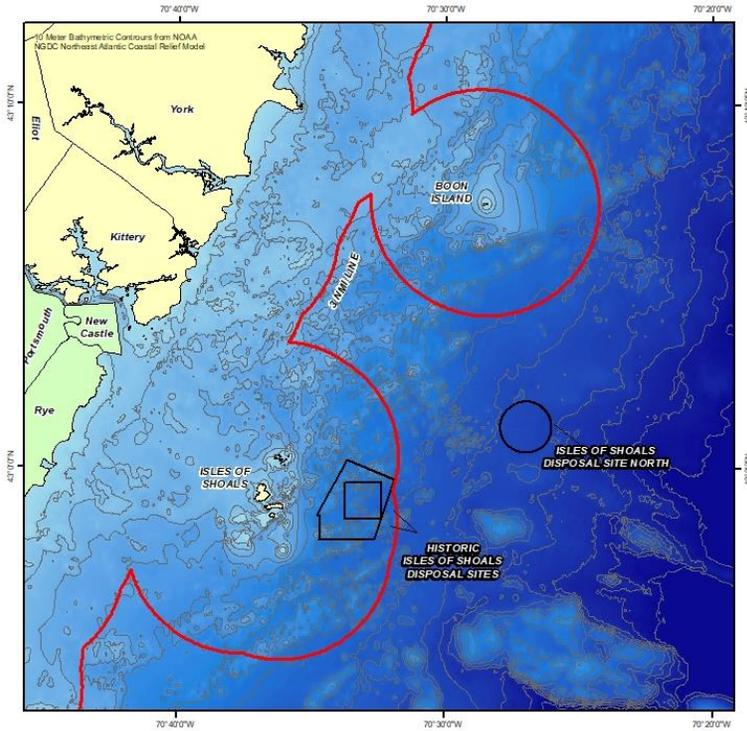 70°40'0"W 70°30'0"W 70°20'0"W
10 Meter Bathymetric Contrours from NOAA
NGDC Northeast Atlantic Coastal Relief Model
43°10'0"N
York
Eliot
BOON
ISLAND
Kittery
3 NMI LINE
New
Castle
Portsmouth
Rye
ISLES OF SHOALS
DISPOSAL SITE NORTH
43°0'0"N
ISLES OF
SHOALS
HISTORIC
ISLES OF SHOALS
DISPOSAL SITES
70°40'0"W 70°30'0"W 70°20'0"W